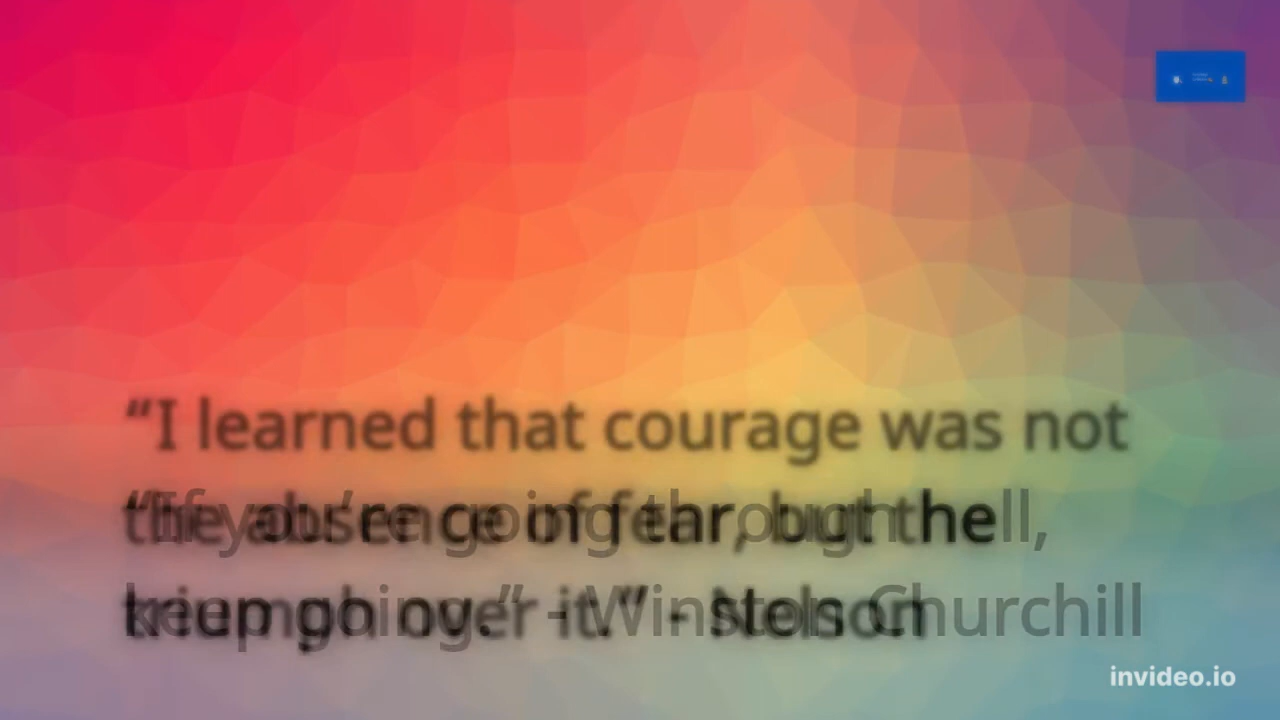 “I learned that courage was not
the absence of fear, but the
triumph over it.” - Nelson
“If you’re going through hell,
keep going.” - Winston Churchill
invideo.io